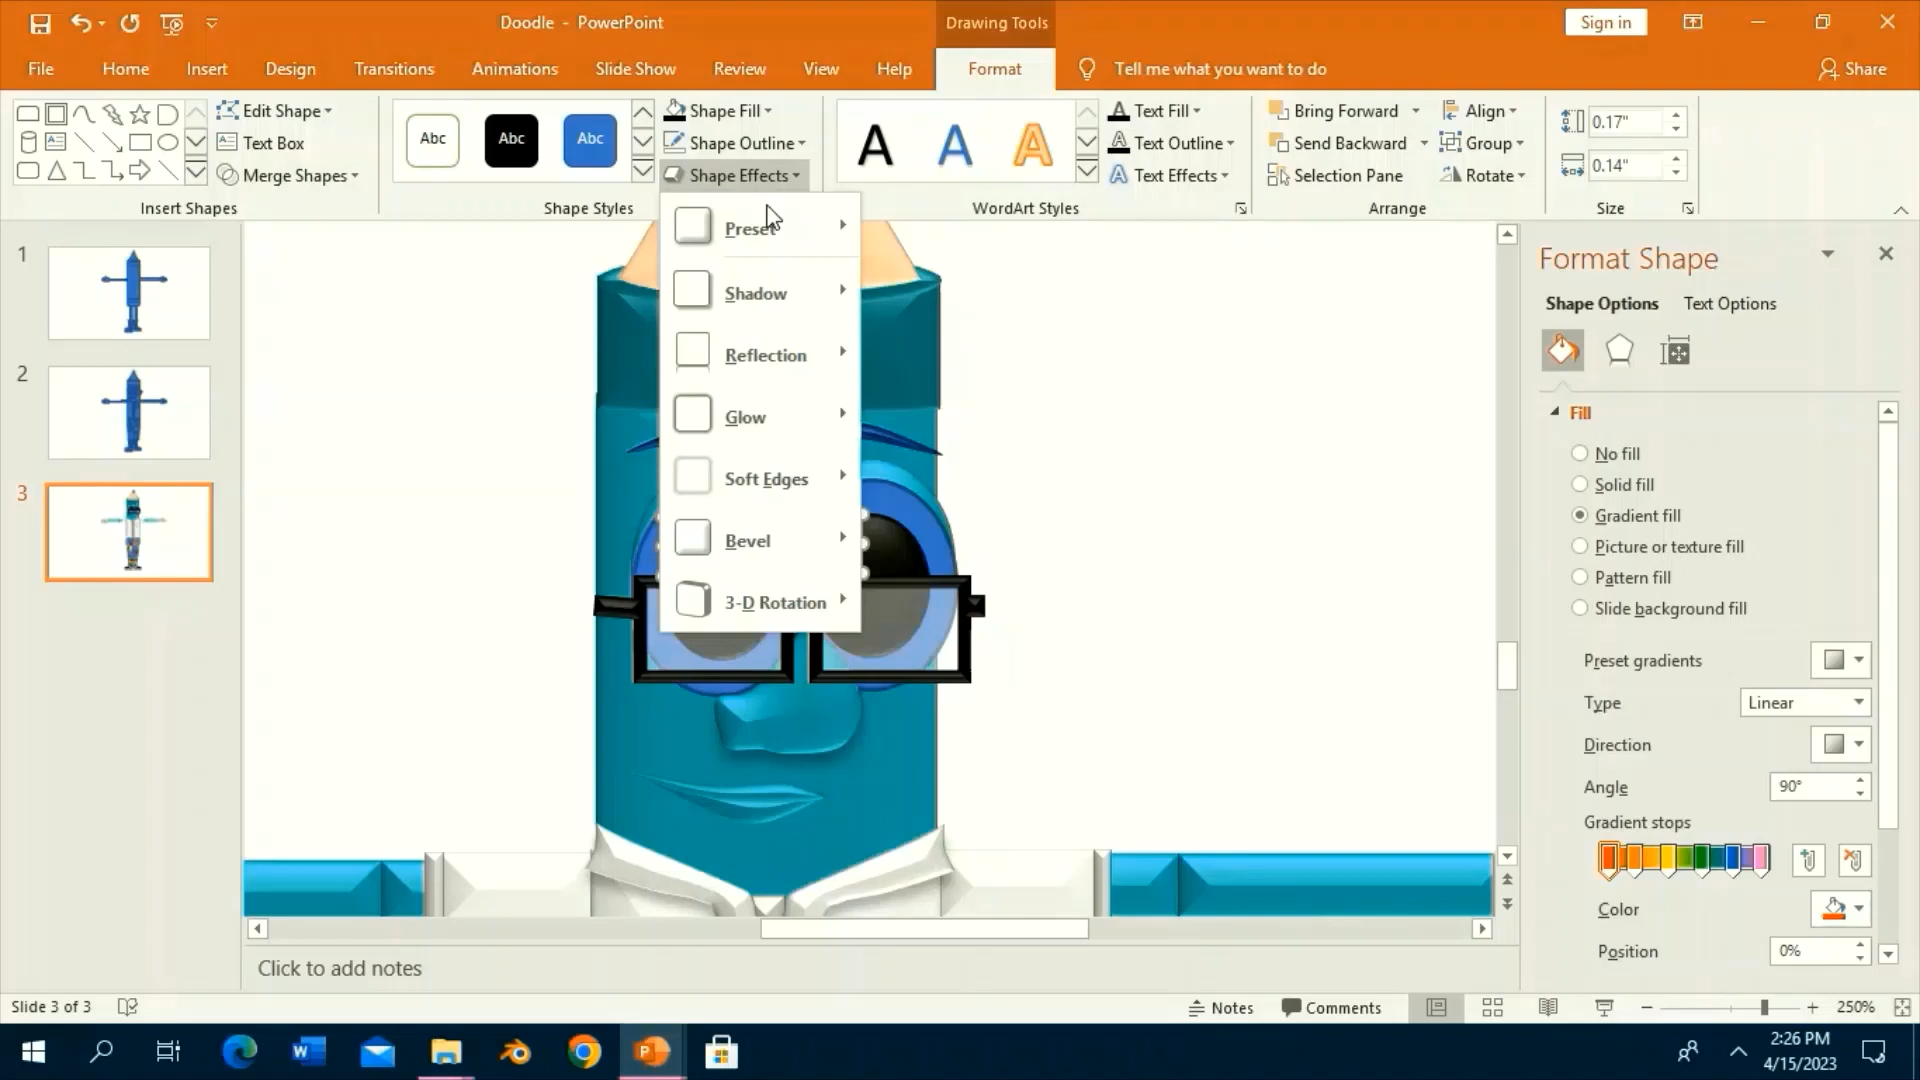 Doodle - PowerPoint
Drawing Tools
Sign in
File
Home
Insert
Design
Transitions
Animations
Slide Show
Review
View
Help
Format
Tell me what you want to do
Share
Edit Shape
Text Box
Merge Shapes
Insert Shapes
Abc
Abc
Abc
Shape Styles
Shape Fill
Shape Outline
Shape Effects
A
A
A
WordArt Styles
Text Fill
Text Outline
Text Effects
Bring Forward
Send Backward
Selection Pane
Align
Group
Rotate
Arrange
0.17"
0.14"
Size
Preset
Shadow
Reflection
Glow
Soft Edges
Bevel
3-D Rotation
1
2
3
Format Shape
Shape Options
Text Options
Fill
No fill
Solid fill
Gradient fill
Picture or texture fill
Pattern fill
Slide background fill
Preset gradients
Type
Linear
Direction
Angle
90°
Gradient stops
Color
Position
0%
Click to add notes
Slide 3 of 3
Notes
Comments
250%
2:26 PM
4/15/2023